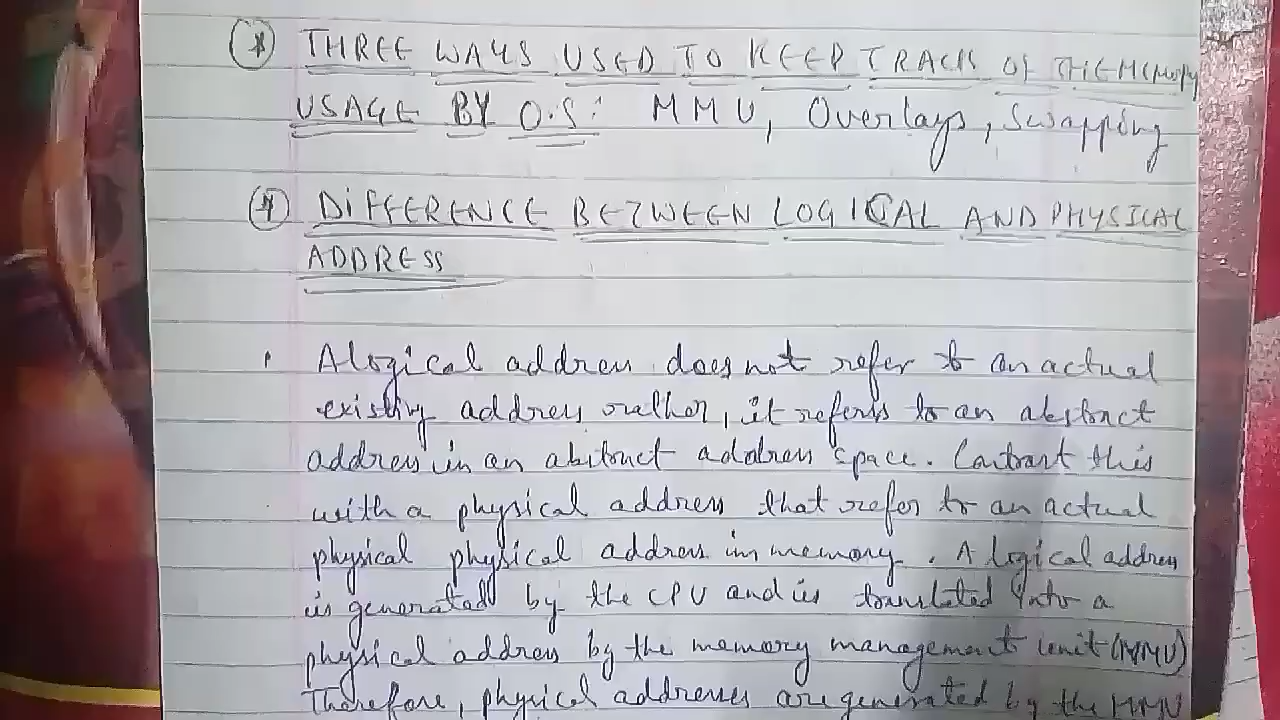 * THREE WAYS USED TO KEEP TRACK OF THE MEMORY
USAGE BY O.S: MMU, Overlays, Swapping
* DIFFERENCE BETWEEN LOGICAL AND PHYSICAL
ADDRESS
A logical address does not refer to an actual
existing address rather, it refers to an abstract
address in an abstract address space. Contrast this
with a physical address that refer to an actual
physical physical address in memory. A logical address
is generated by the CPU and is translated into a
physical address by the memory management unit (MMU)
Therefore, physical addresses are generated by the MMU